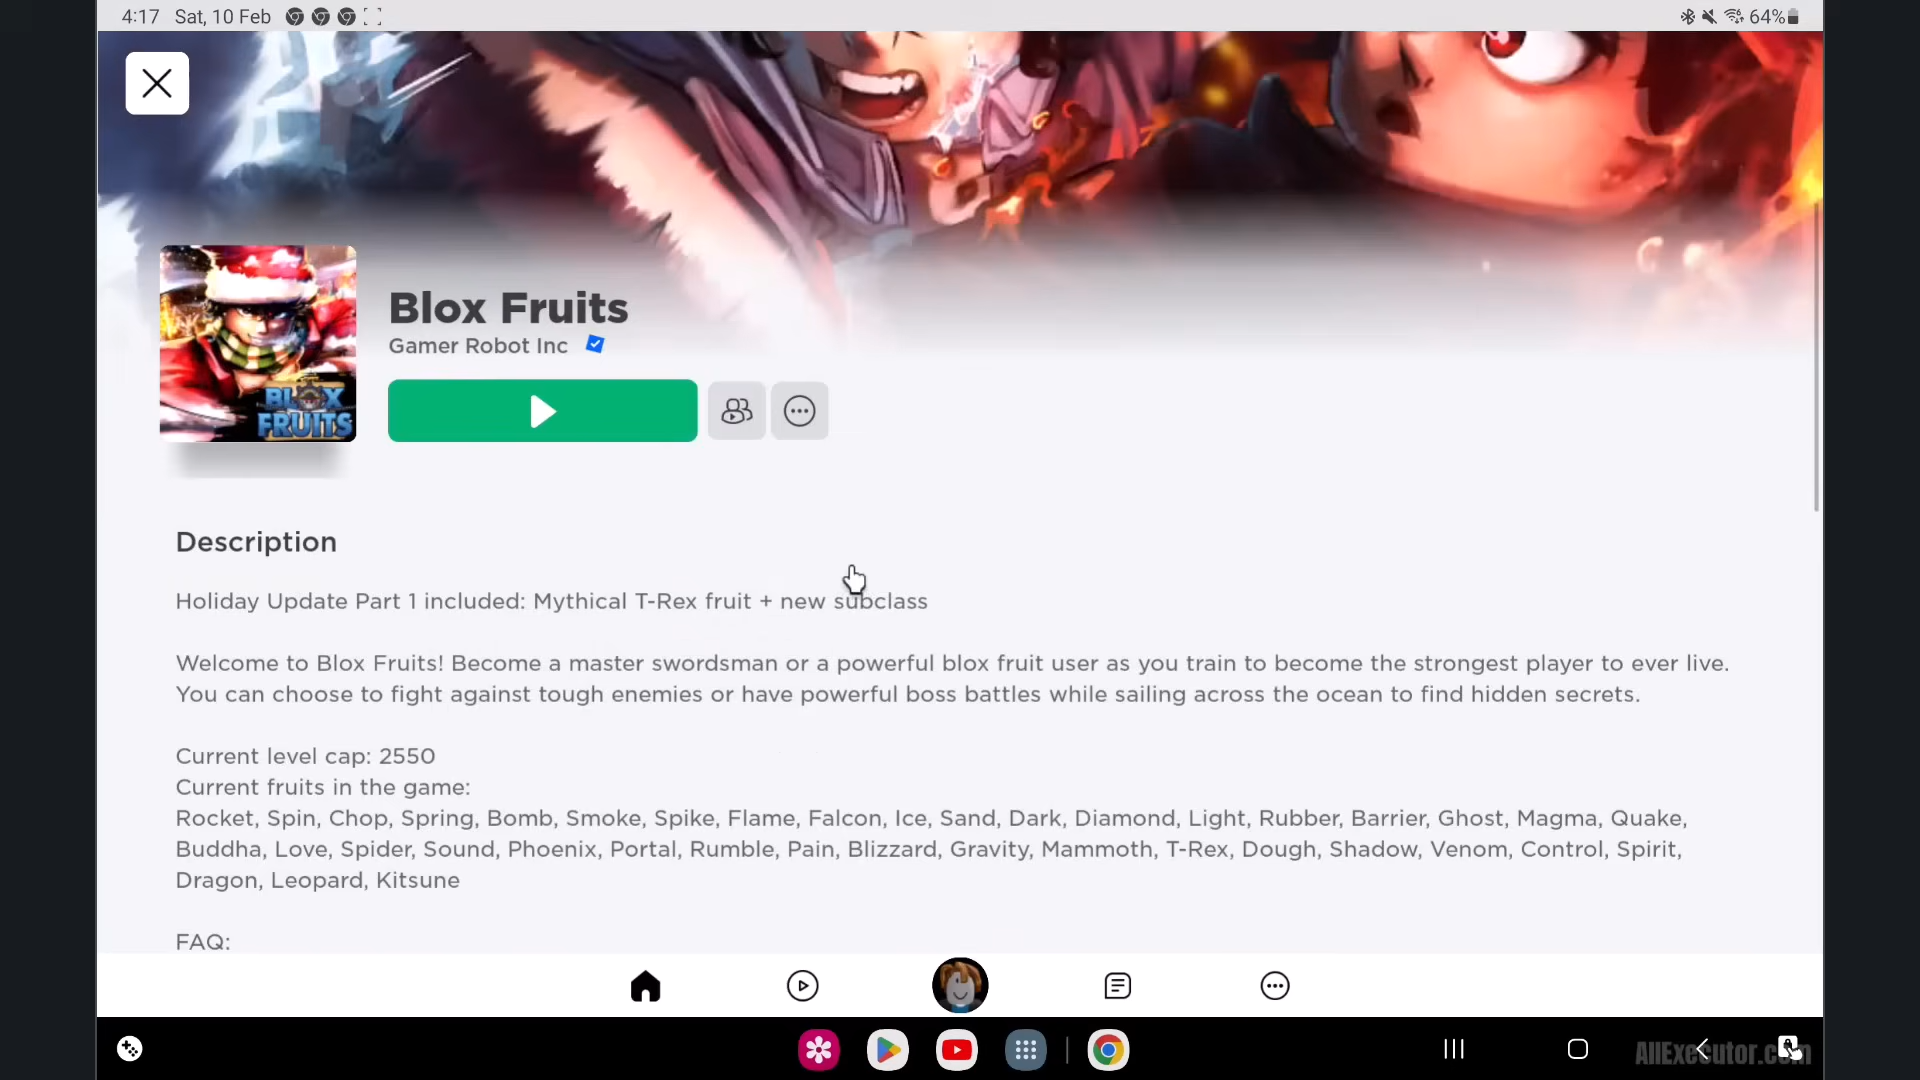 4:17 Sat, 10 Feb
64%
Blox Fruits
Gamer Robot Inc
BLOX
FRUITS
Description
Holiday Update Part 1 included: Mythical T-Rex fruit + new subclass
Welcome to Blox Fruits! Become a master swordsman or a powerful blox fruit user as you train to become the strongest player to ever live.
You can choose to fight against tough enemies or have powerful boss battles while sailing across the ocean to find hidden secrets.
Current level cap: 2550
Current fruits in the game:
Rocket, Spin, Chop, Spring, Bomb, Smoke, Spike, Flame, Falcon, Ice, Sand, Dark, Diamond, Light, Rubber, Barrier, Ghost, Magma, Quake,
Buddha, Love, Spider, Sound, Phoenix, Portal, Rumble, Pain, Blizzard, Gravity, Mammoth, T-Rex, Dough, Shadow, Venom, Control, Spirit,
Dragon, Leopard, Kitsune
FAQ:
AllExecutor.com